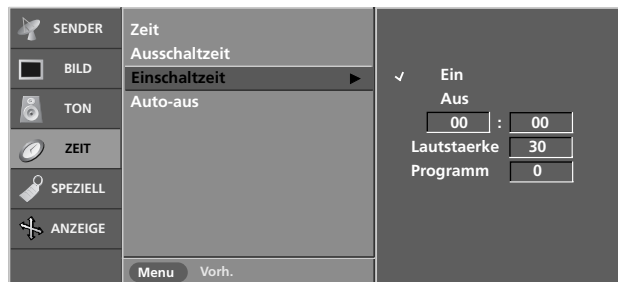 SENDER
BILD
TON
ZEIT
SPEZIELL
ANZEIGE
Zeit
Ausschaltzeit
Einschaltzeit
Auto-aus
Menu Vorh.
Ein
Aus
00 : 00
Lautstaerke 30
Programm 0